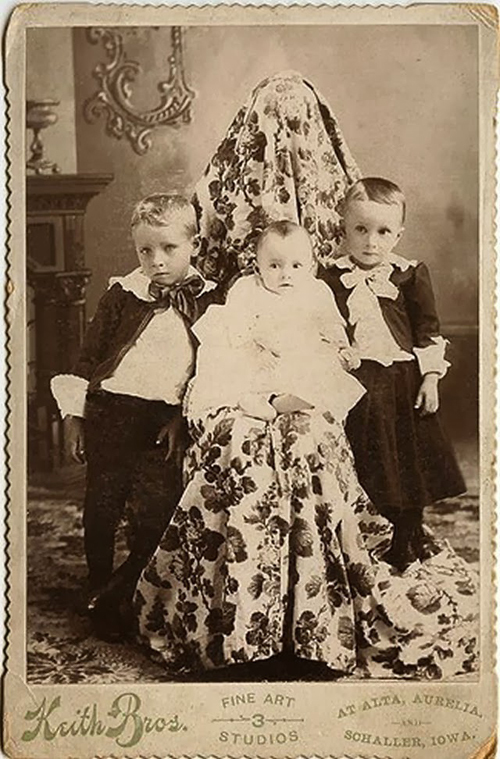 Keith Bros.
FINE ART
3
STUDIOS
AT ALTA, AURELIA,
AND
SCHALLER, IOWA.